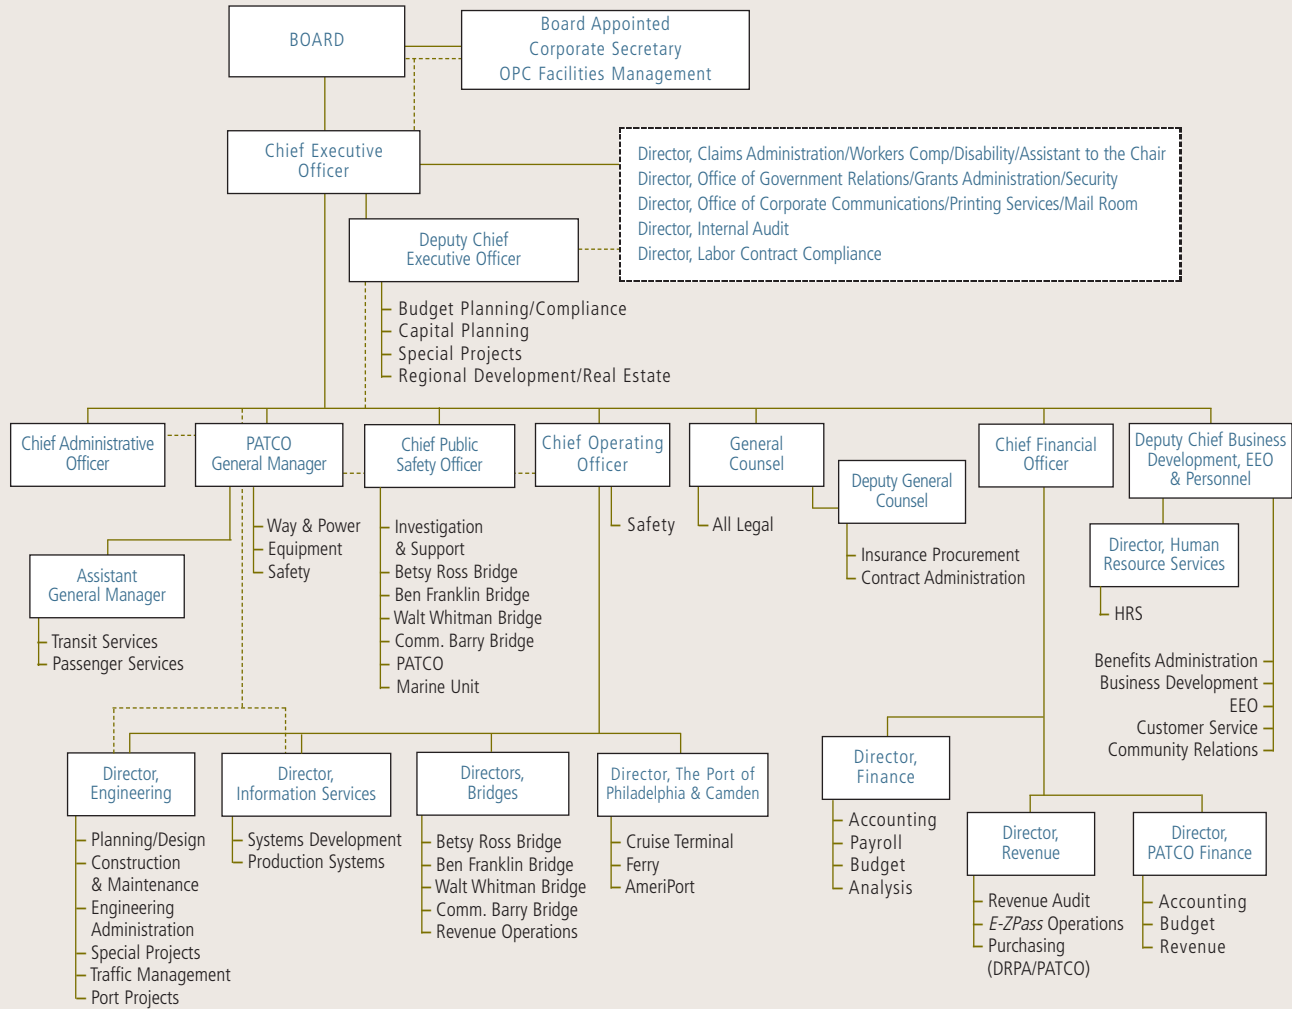 BOARD
Board Appointed
Corporate Secretary
OPC Facilities Management
Chief Executive
Officer
Director, Claims Administration/Workers Comp/Disability/Assistant to the Chair
Director, Office of Government Relations/Grants Administration/Security
Director, Office of Corporate Communications/Printing Services/Mail Room
Director, Internal Audit
Director, Labor Contract Compliance
Deputy Chief
Executive Officer
Budget Planning/Compliance
Capital Planning
Special Projects
Regional Development/Real Estate
Chief Administrative
Officer
PATCO
General Manager
Chief Public
Safety Officer
Chief Operating
Officer
General
Counsel
Chief Financial
Officer
Deputy Chief Business
Development, EEO
& Personnel
Way & Power
Equipment
Safety
Assistant
General Manager
Transit Services
Passenger Services
Investigation
& Support
Betsy Ross Bridge
Ben Franklin Bridge
Walt Whitman Bridge
Comm. Barry Bridge
PATCO
Marine Unit
Safety
All Legal
Deputy General
Counsel
Insurance Procurement
Contract Administration
Director, Human
Resource Services
HRS
Benefits Administration
Business Development
EEO
Customer Service
Community Relations
Director,
Engineering
Planning/Design
Construction
& Maintenance
Engineering
Administration
Special Projects
Traffic Management
Port Projects
Director,
Information Services
Systems Development
Production Systems
Directors,
Bridges
Betsy Ross Bridge
Ben Franklin Bridge
Walt Whitman Bridge
Comm. Barry Bridge
Revenue Operations
Director, The Port of
Philadelphia & Camden
Cruise Terminal
Ferry
AmeriPort
Director,
Finance
Accounting
Payroll
Budget
Analysis
Director,
Revenue
Revenue Audit
E-ZPass Operations
Purchasing
(DRPA/PATCO)
Director,
PATCO Finance
Accounting
Budget
Revenue